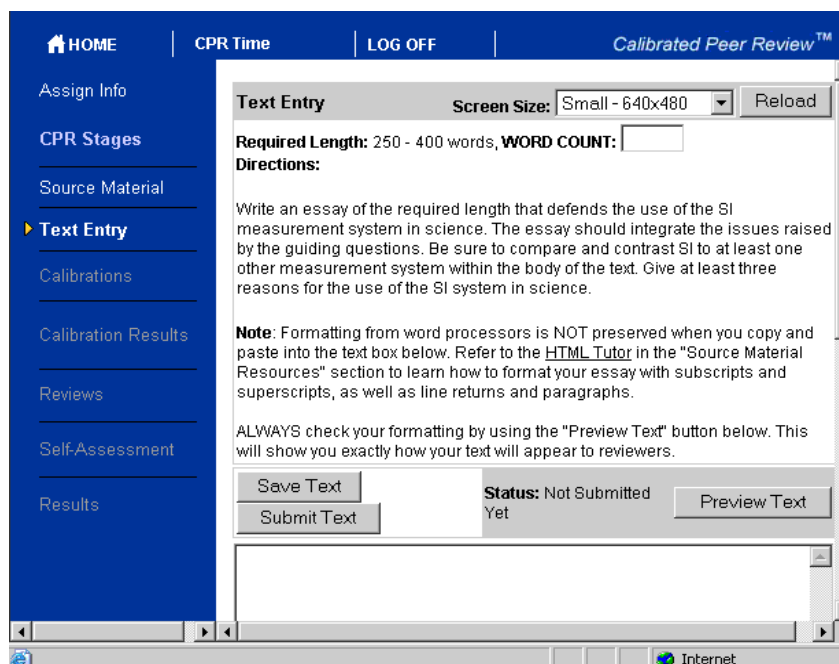 HOME CPR Time LOG OFF Calibrated Peer Review™
Assign Info
CPR Stages
Source Material
Text Entry
Calibrations
Calibration Results
Reviews
Self-Assessment
Results
Text Entry Screen Size: Small - 640x480 Reload
Required Length: 250 - 400 words, WORD COUNT:
Directions:
Write an essay of the required length that defends the use of the SI
measurement system in science. The essay should integrate the issues raised
by the guiding questions. Be sure to compare and contrast SI to at least one
other measurement system within the body of the text. Give at least three
reasons for the use of the SI system in science.
Note: Formatting from word processors is NOT preserved when you copy and
paste into the text box below. Refer to the HTML Tutor in the "Source Material
Resources" section to learn how to format your essay with subscripts and
superscripts, as well as line returns and paragraphs.
ALWAYS check your formatting by using the "Preview Text" button below. This
will show you exactly how your text will appear to reviewers.
Save Text
Submit Text
Status: Not Submitted
Yet
Preview Text
Internet